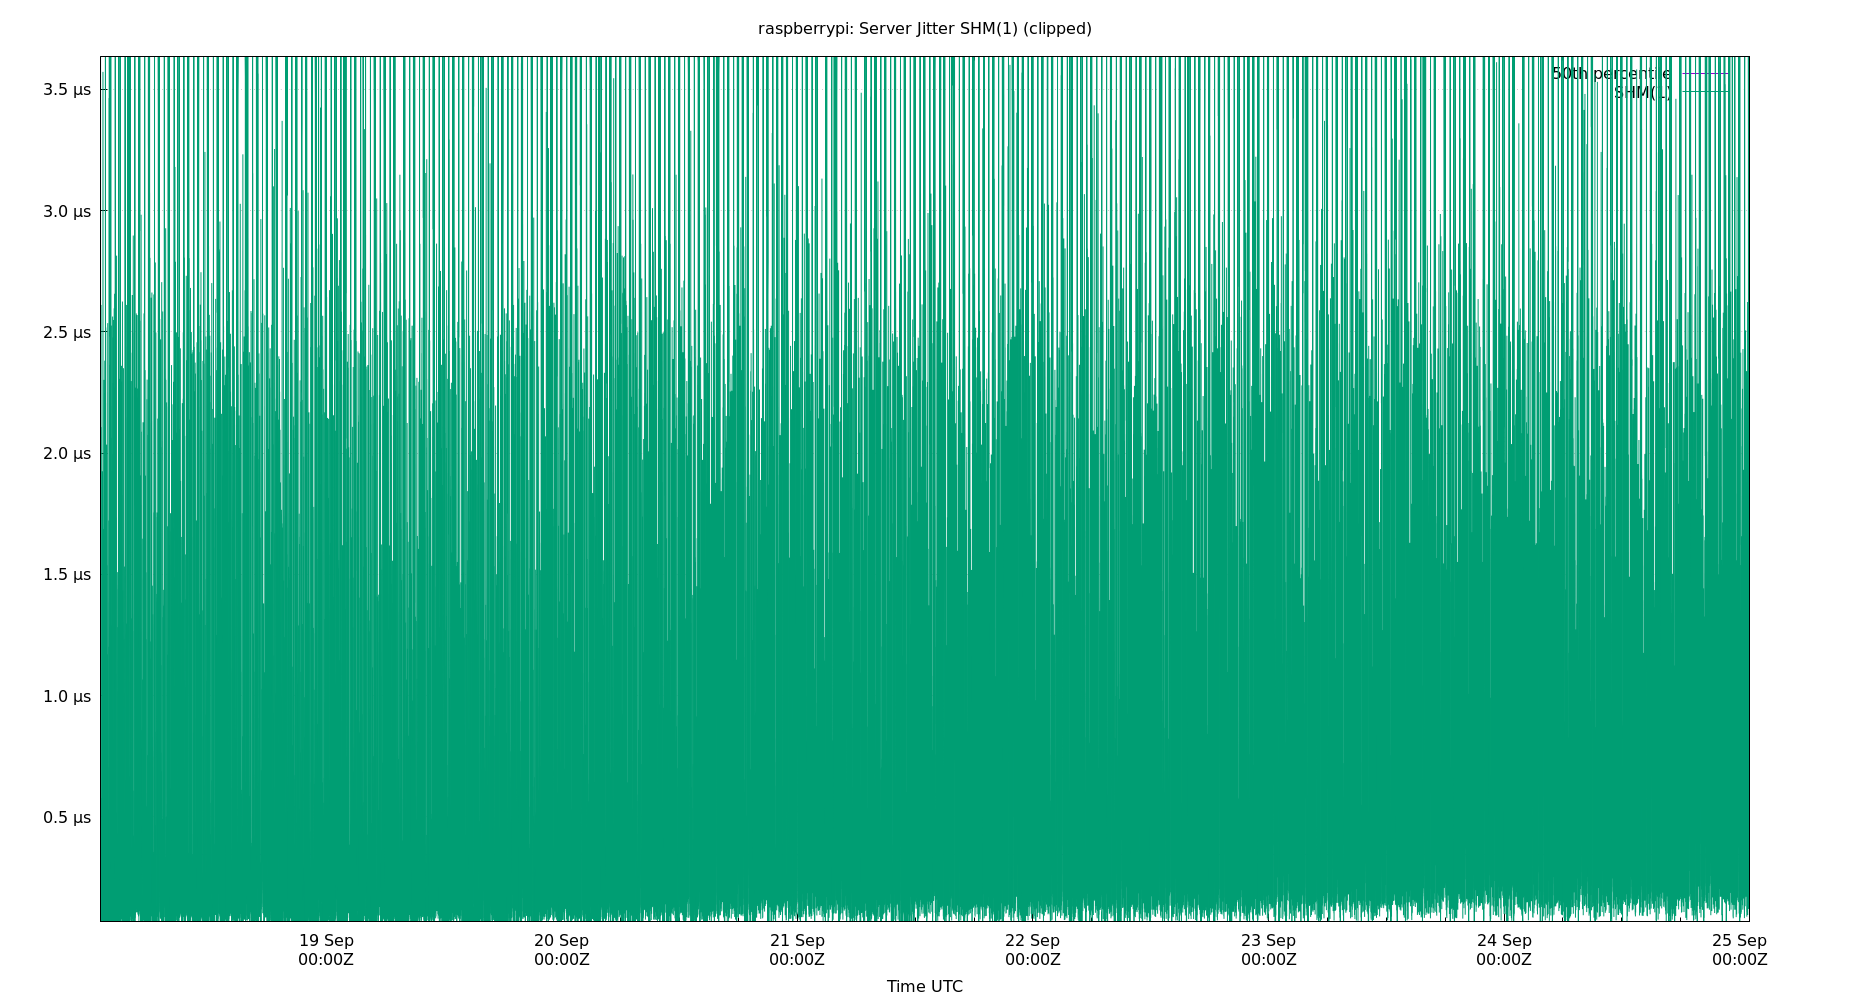 raspberrypi: Server Jitter SHM(1) (clipped)
50th percentile
SHM(1)
3.5 µs
3.0 µs
2.5 µs
2.0 µs
1.5 µs
1.0 µs
0.5 µs
19 Sep 20 Sep 21 Sep 22 Sep 23 Sep 24 Sep 25 Sep
00:00Z 00:00Z 00:00Z 00:00Z 00:00Z 00:00Z 00:00Z
Time UTC